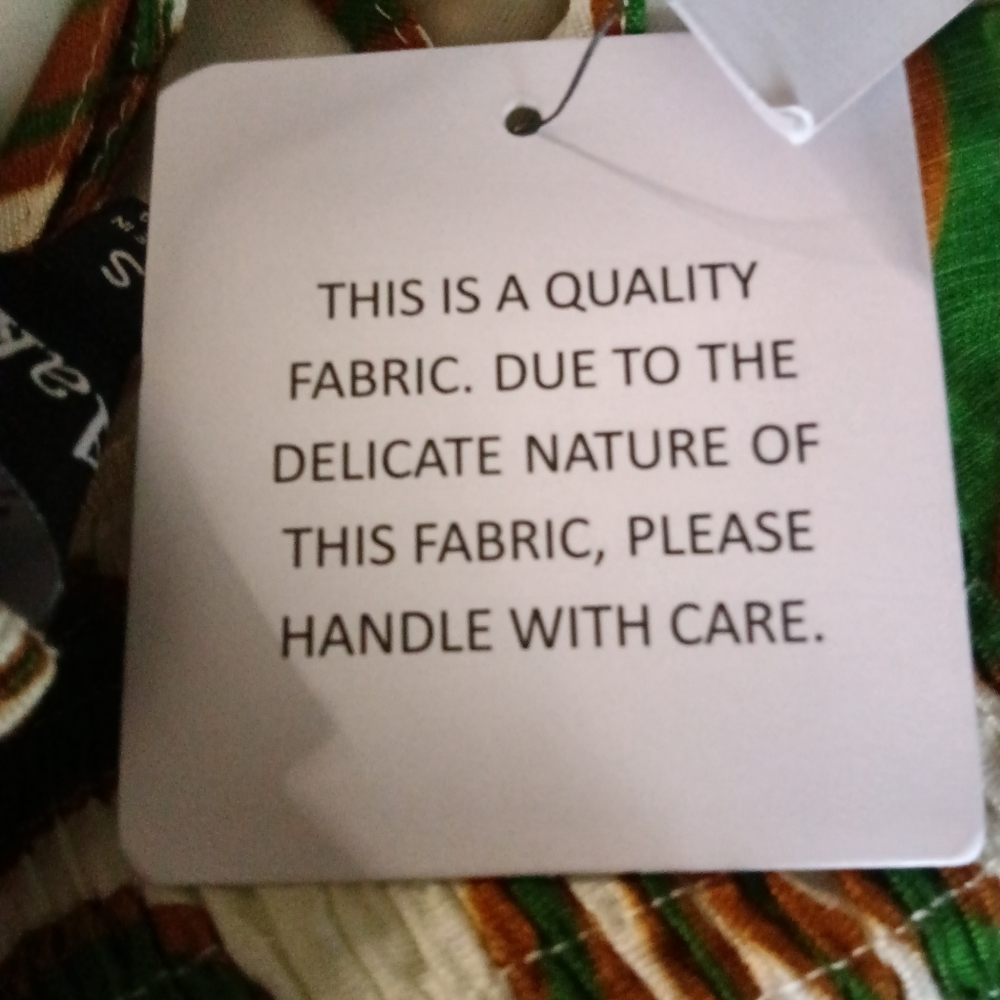 THIS IS A QUALITY
FABRIC. DUE TO THE
DELICATE NATURE OF
THIS FABRIC, PLEASE
HANDLE WITH CARE.
S